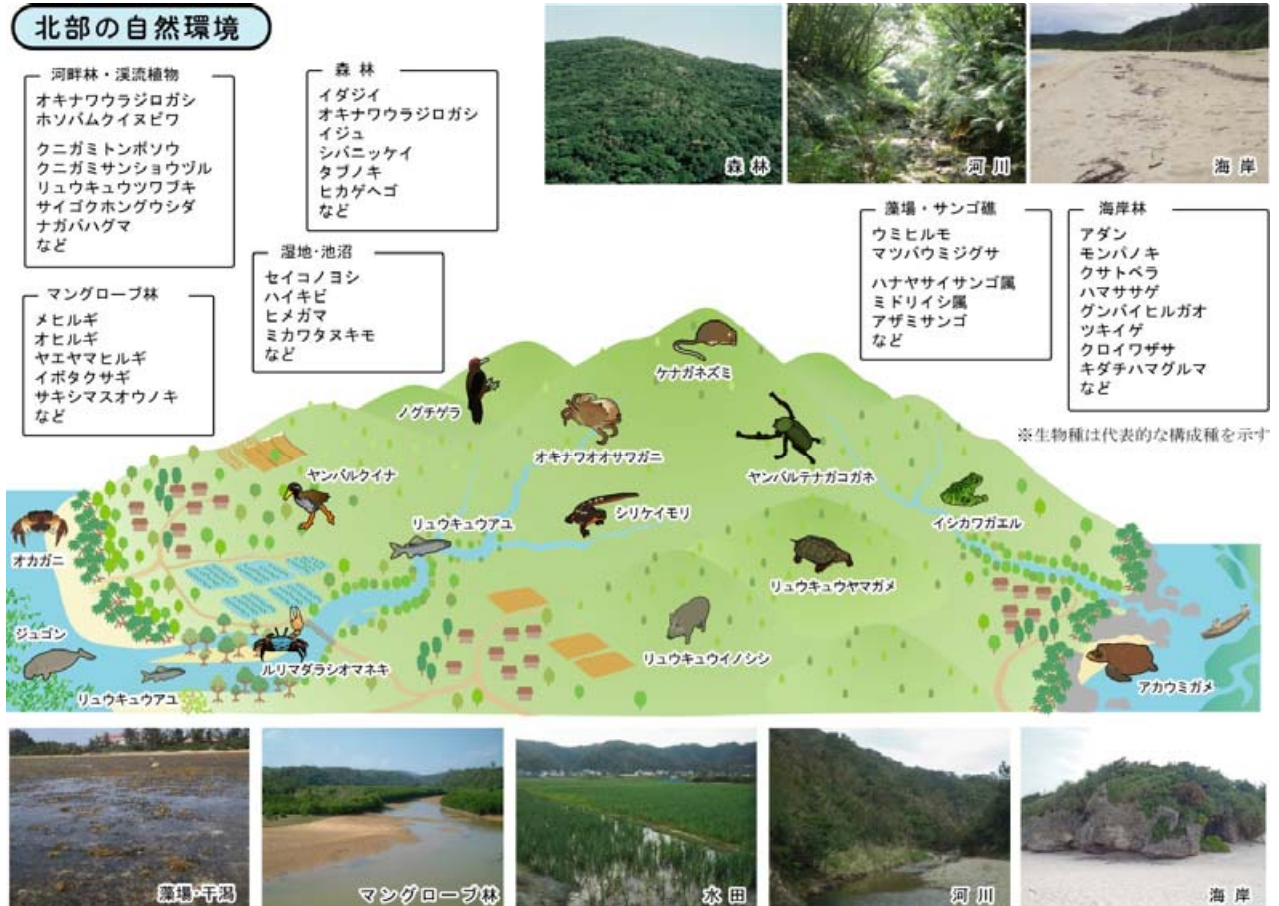 北部の自然環境
河畔林・渓流植物
オキナワウラジロガシ
ホソバムクイヌビワ
クニガミトンボソウ
クニガミサンショウヅル
リュウキュウツワブキ
サイゴクホングウシダ
ナガバハグマ
など
森林
イダジイ
オキナワウラジロガシ
イジュ
シバニッケイ
タブノキ
ヒカゲヘゴ
など
森林
河川
海岸
マングローブ林
メヒルギ
オヒルギ
ヤエヤマヒルギ
イボタクサギ
サキシマスオウノキ
など
湿地・池沼
セイコノヨシ
ハイキビ
ヒメガマ
ミカワタヌキモ
など
藻場・サンゴ礁
ウミヒルモ
マツバウミジグサ
ハナヤサイサンゴ属
ミドリイシ属
アザミサンゴ
など
海岸林
アダン
モンパノキ
クサトベラ
ハマササゲ
グンバイヒルガオ
ツキイゲ
クロイワザサ
キダチハマグルマ
など
※生物種は代表的な構成種を示す
ケナガネズミ
ノグチゲラ
オキナワオオサワガニ
ヤンバルテナガコガネ
ヤンバルクイナ
リュウキュウアユ
シリケイモリ
イシカワガエル
オカガニ
リュウキュウヤマガメ
ジュゴン
ルリマダラシオマネキ
リュウキュウイノシシ
アカウミガメ
リュウキュウアユ
藻場・干潟
マングローブ林
水田
河川
海岸